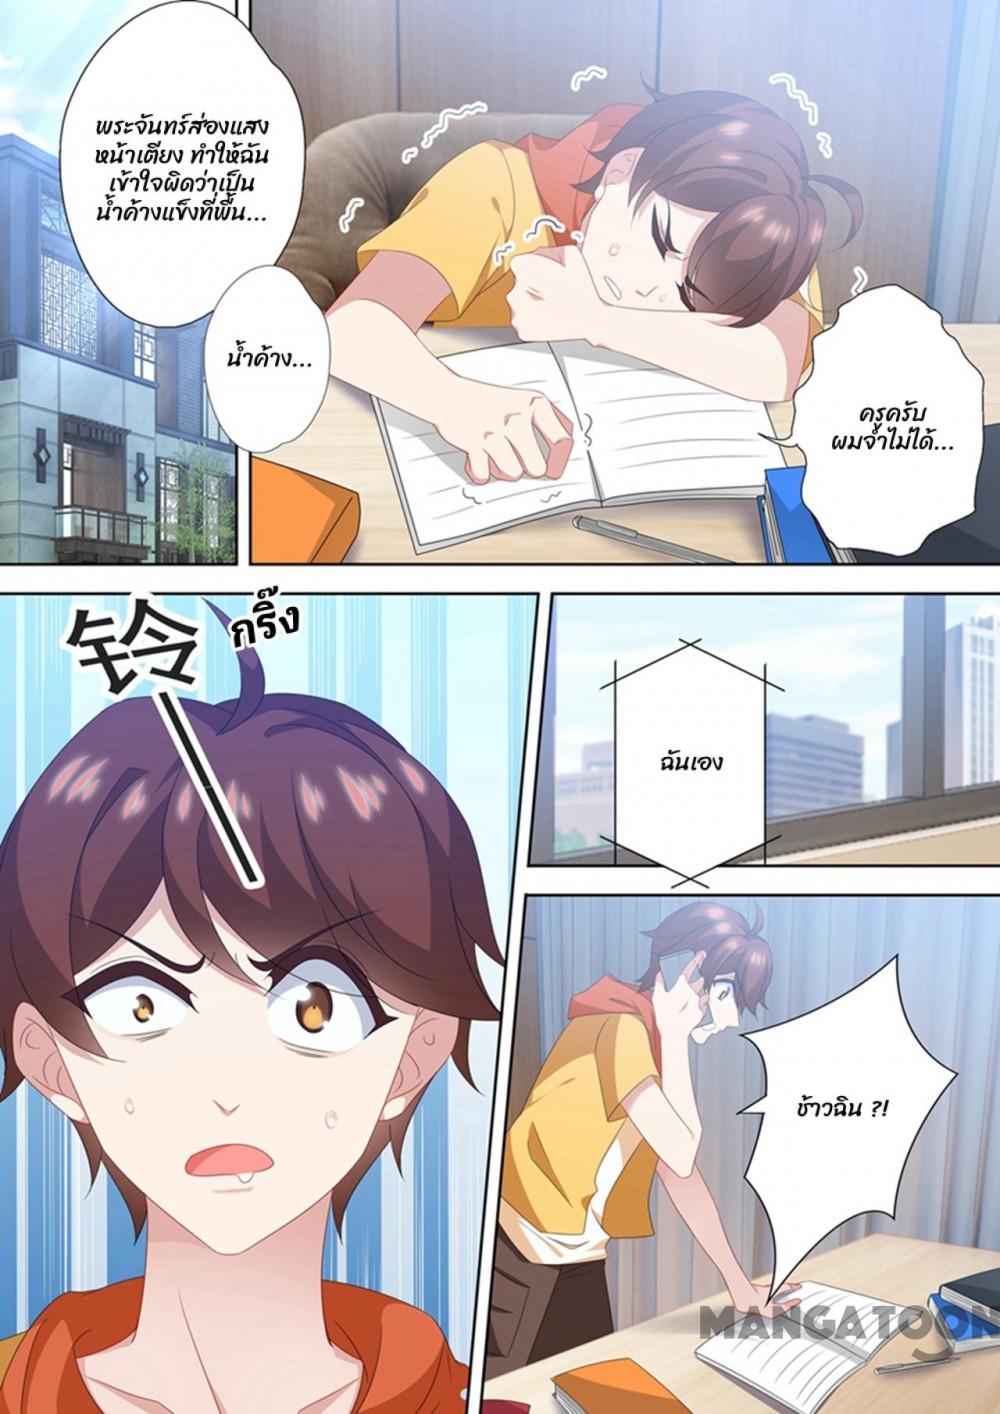 พระจันทร์ส่องแสง
หน้าเตียง ทำให้ฉัน
เข้าใจผิดว่าเป็น
น้ำค้างแข็งที่พื้น...
น้ำค้าง...
ครูครับ
ผมจำไม่ได้...
铃—
กริ๊ง
ฉันเอง
ช้าวฉิน ?!
MANGATOON